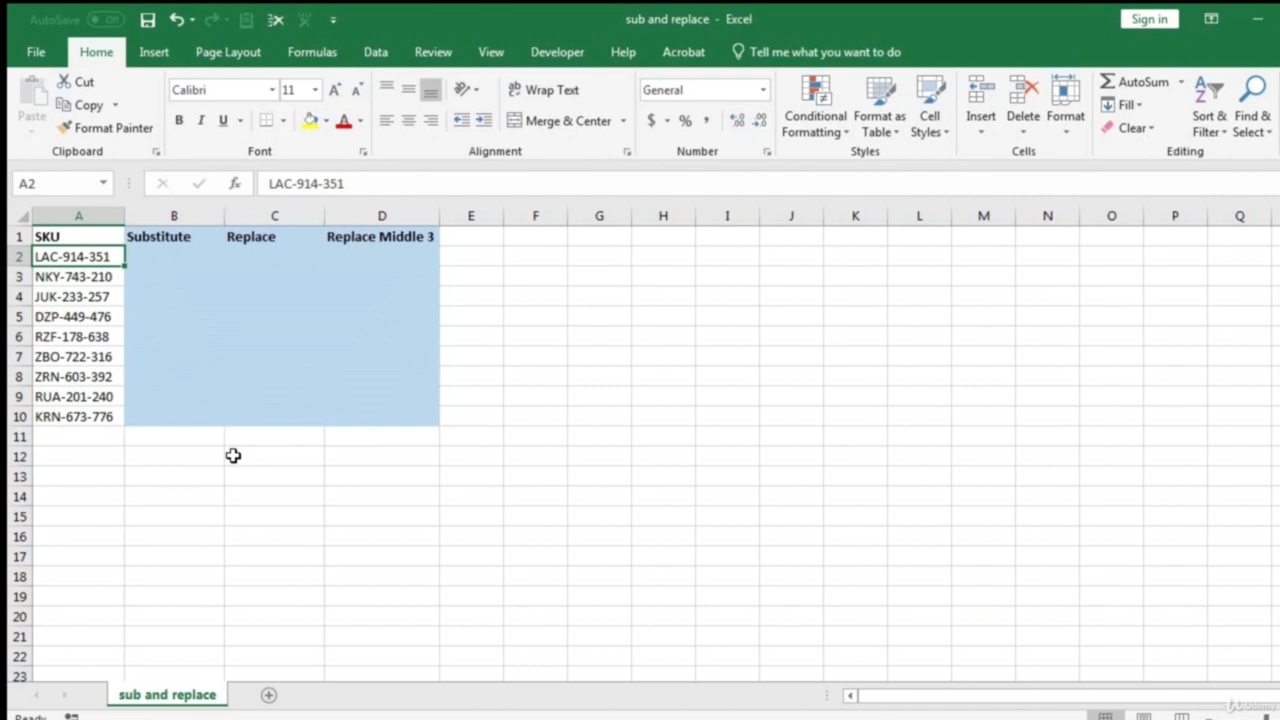 AutoSave Off sub and replace - Excel Sign in
File Home Insert Page Layout Formulas Data Review View Developer Help Acrobat Tell me what you want to do
Paste
Cut
Copy
Format Painter
Clipboard
Calibri 11
B I U A
Font
Wrap Text
Merge & Center
Alignment
General
$ % ,
Number
Conditional Formatting
Format as Table
Cell Styles
Styles
Insert
Delete
Format
Cells
AutoSum
Fill
Clear
Sort & Filter
Find & Select
Editing
A2 fx LAC-914-351
A B C D E F G H I J K L M N O P Q
1 SKU Substitute Replace Replace Middle 3
2 LAC-914-351
3 NKY-743-210
4 JUK-233-257
5 DZP-449-476
6 RZF-178-638
7 ZBO-722-316
8 ZRN-603-392
9 RUA-201-240
10 KRN-673-776
11
12
13
14
15
16
17
18
19
20
21
22
23
sub and replace
Ready
Udemy